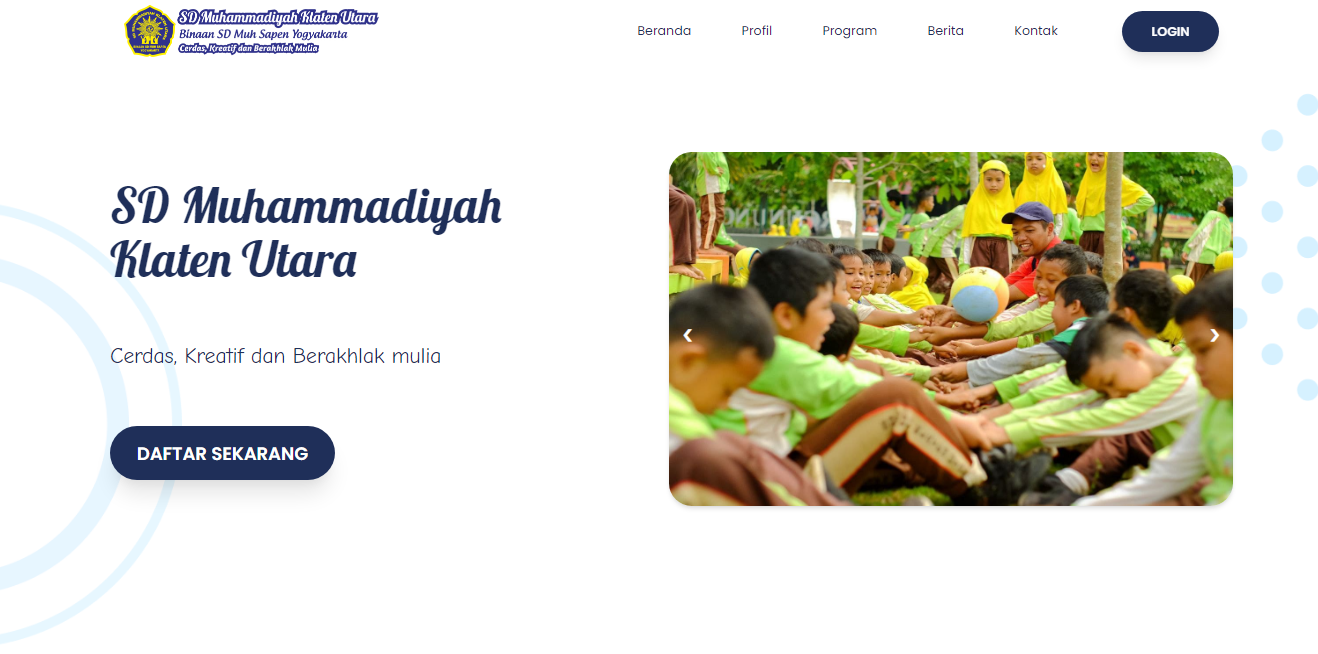 SD Muhammadiyah Klaten Utara
Binaan SD Muh Sapen Yogyakarta
Cerdas, Kreatif dan Berakhlak Mulia
Beranda
Profil
Program
Berita
Kontak
LOGIN
SD Muhammadiyah
Klaten Utara
Cerdas, Kreatif dan Berakhlak mulia
DAFTAR SEKARANG